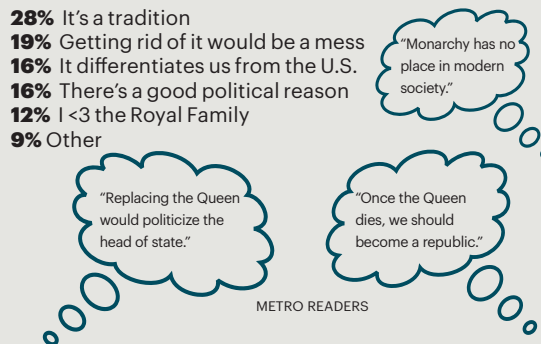 28% It's a tradition
19% Getting rid of it would be a mess
16% It differentiates us from the U.S.
16% There's a good political reason
12% I <3 the Royal Family
9% Other
“Monarchy has no
place in modern
society.”
“Replacing the Queen
would politicize the
head of state.”
“Once the Queen
dies, we should
become a republic.”
METRO READERS